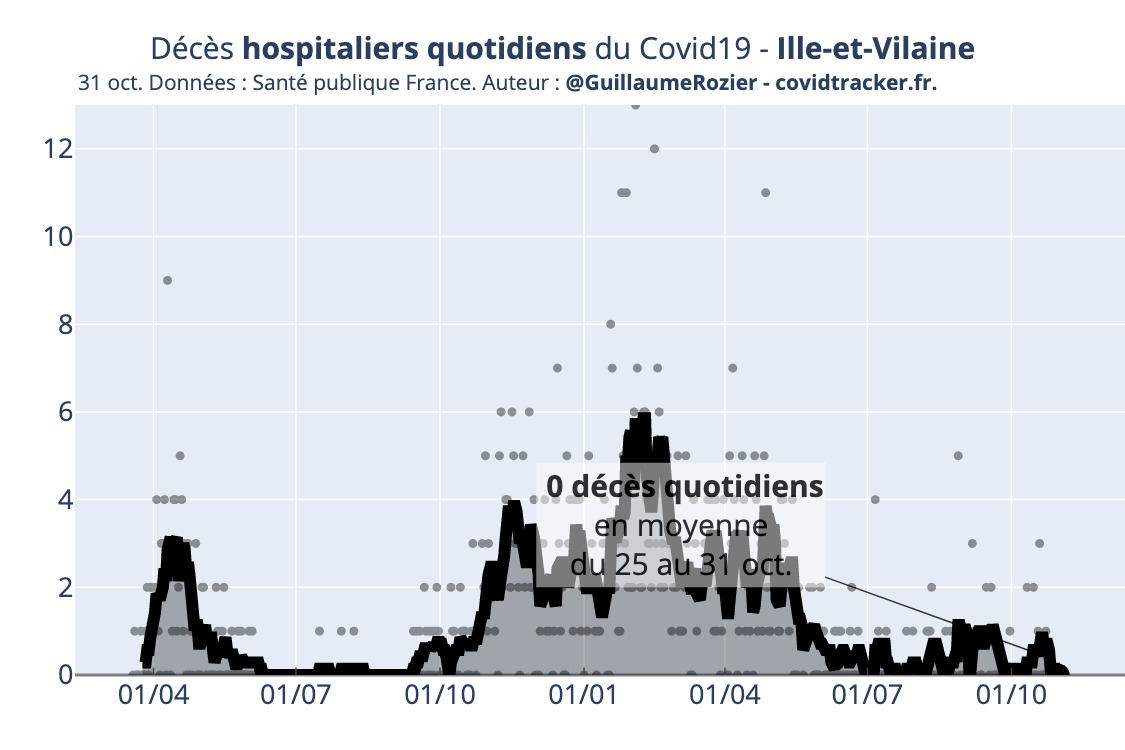 Décès hospitaliers quotidiens du Covid19 - Ille-et-Vilaine
31 oct. Données : Santé publique France. Auteur : @GuillaumeRozier - covidtracker.fr.
12
10
8
6
4
2
0
0 décès quotidiens
en moyenne
du 25 au 31 oct.
01/04 01/07 01/10 01/01 01/04 01/07 01/10